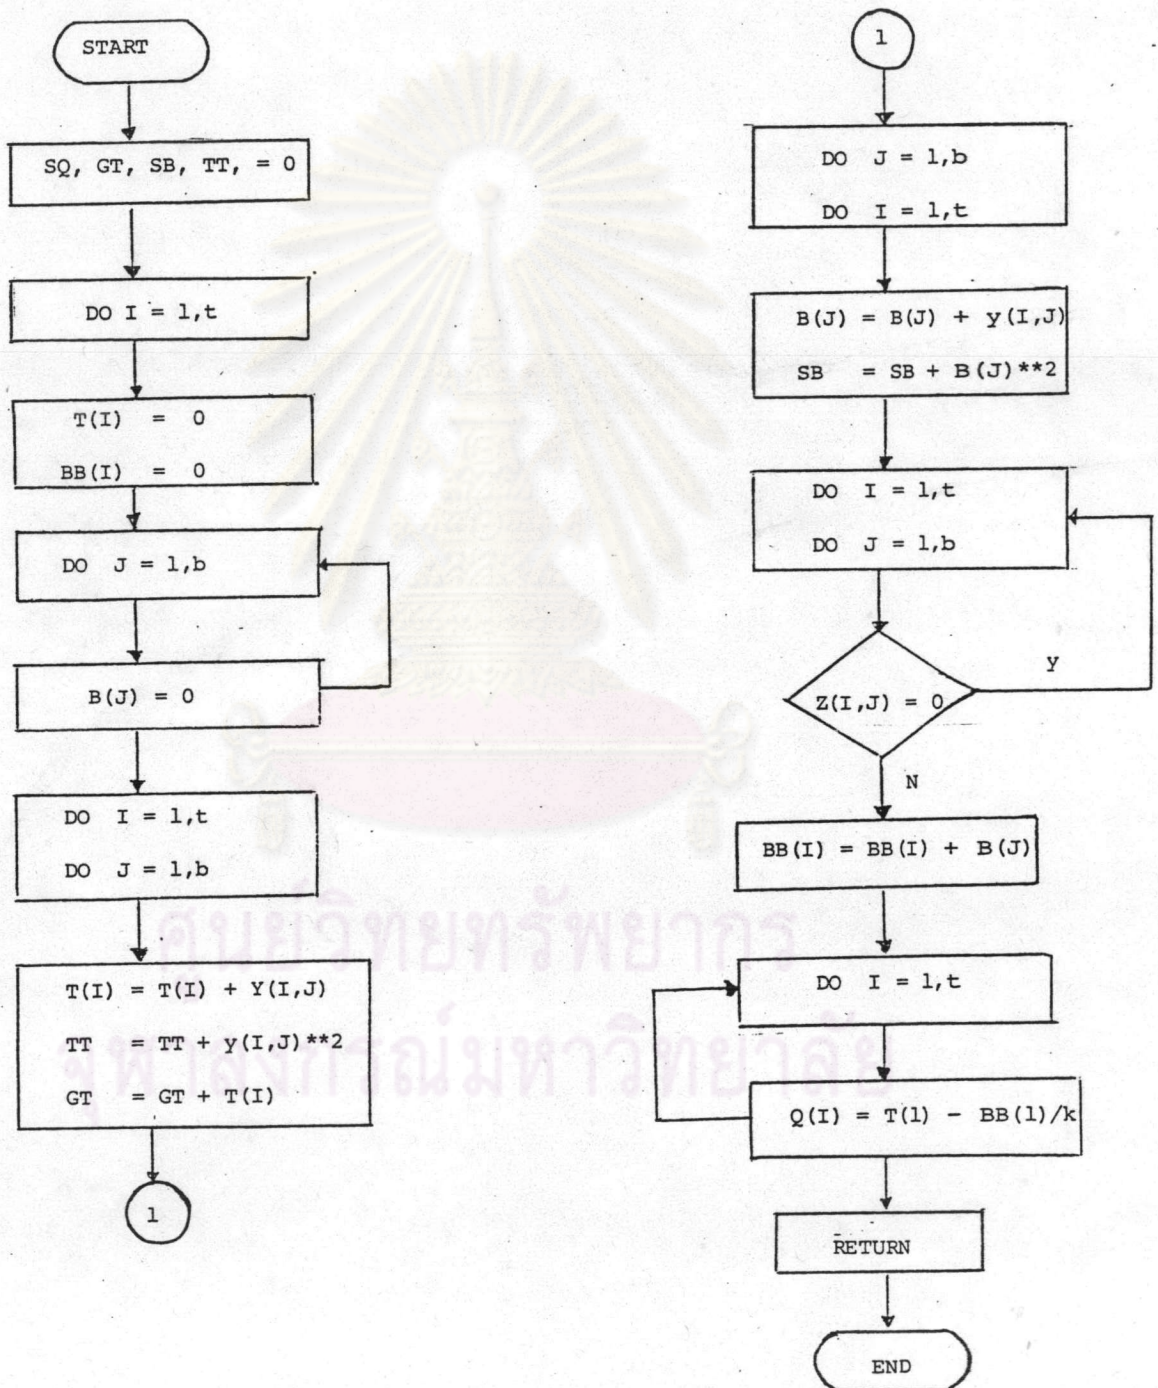 START
SQ, GT, SB, TT, = 0
DO I = 1,t
T(I) = 0
BB(I) = 0
DO J = 1,b
B(J) = 0
DO I = 1,t
DO J = 1,b
T(I) = T(I) + Y(I,J)
TT = TT + y(I,J)**2
GT = GT + T(I)
1
1
DO J = 1,b
DO I = 1,t
B(J) = B(J) + y(I,J)
SB = SB + B(J)**2
DO I = 1,t
DO J = 1,b
Z(I,J) = 0
Y
N
BB(I) = BB(I) + B(J)
DO I = 1,t
Q(I) = T(1) - BB(1)/k
RETURN
END
ศูนย์วิทยทรัพยากร
จุฬาลงกรณ์มหาวิทยาลัย